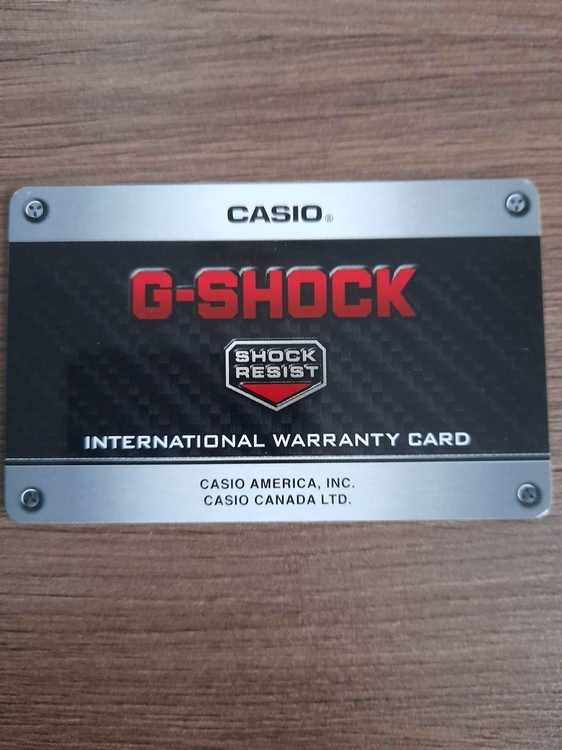 CASIO®
G-SHOCK
SHOCK
RESIST
INTERNATIONAL WARRANTY CARD
CASIO AMERICA, INC.
CASIO CANADA LTD.